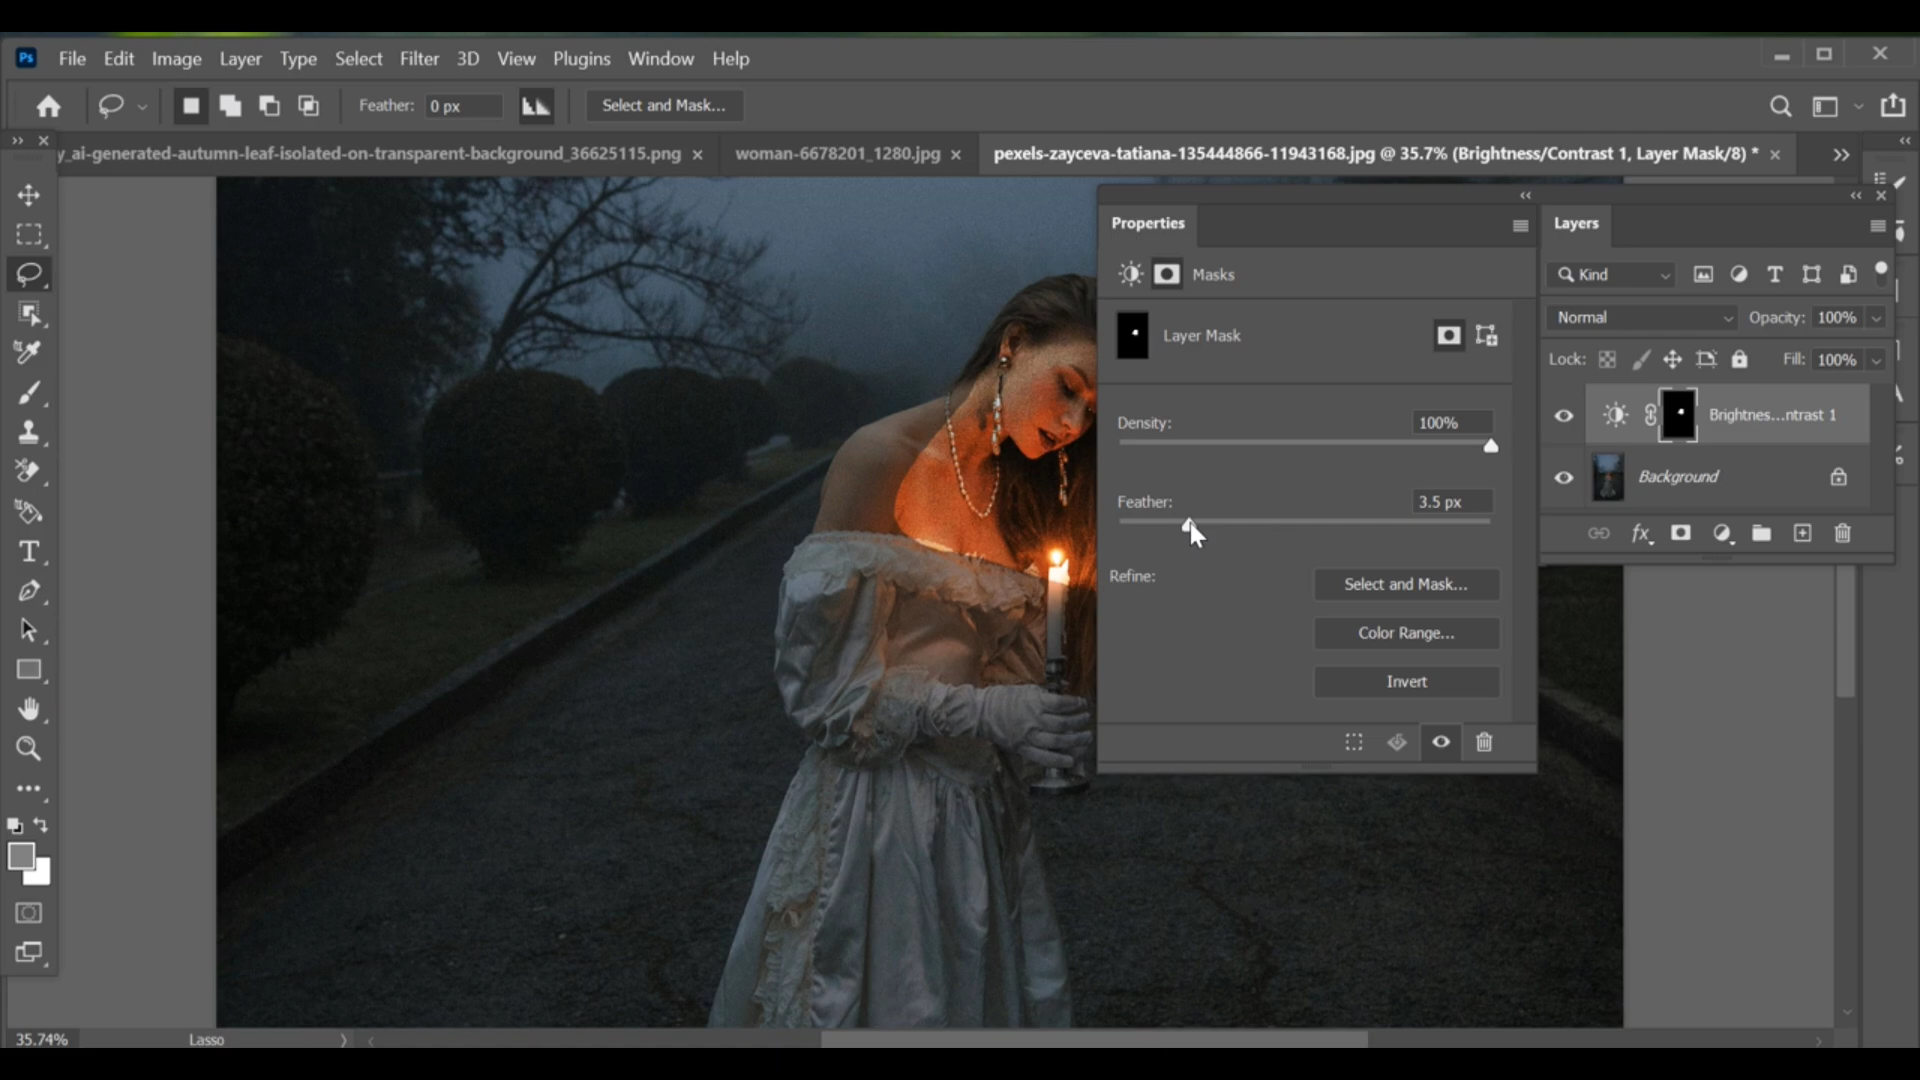 Ps File Edit Image Layer Type Select Filter 3D View Plugins Window Help
Feather: 0 px Select and Mask...
y_ai-generated-autumn-leaf-isolated-on-transparent-background_36625115.png × woman-6678201_1280.jpg × pexels-zayceva-tatiana-135444866-11943168.jpg @ 35.7% (Brightness/Contrast 1, Layer Mask/8) * ×
Properties
Masks
Layer Mask
Density: 100%
Feather: 3.5 px
Refine:
Select and Mask...
Color Range...
Invert
Layers
Kind
Normal Opacity: 100%
Lock: Fill: 100%
Brightnes...ntrast 1
Background
fx
35.74% Lasso